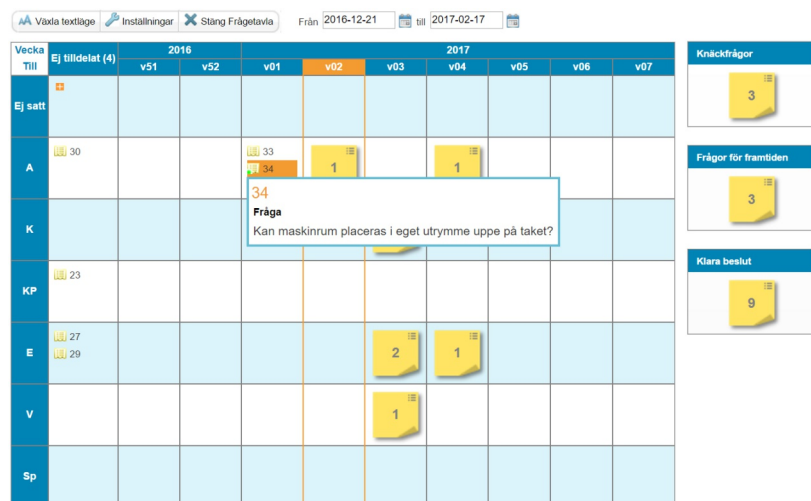 Växla textläge Inställningar Stäng Frågetavla Från 2016-12-21 till 2017-02-17
Vecka Till Ej tilldelat (4) 2016 2017
v51 v52 v01 v02 v03 v04 v05 v06 v07
Ej satt
A 30 33 1 1
34
34
Fråga
Kan maskinrum placeras i eget utrymme uppe på taket?
K
KP 23
E 27 2 1
29
V 1
Sp
Knäckfrågor
3
Frågor för framtiden
3
Klara beslut
9